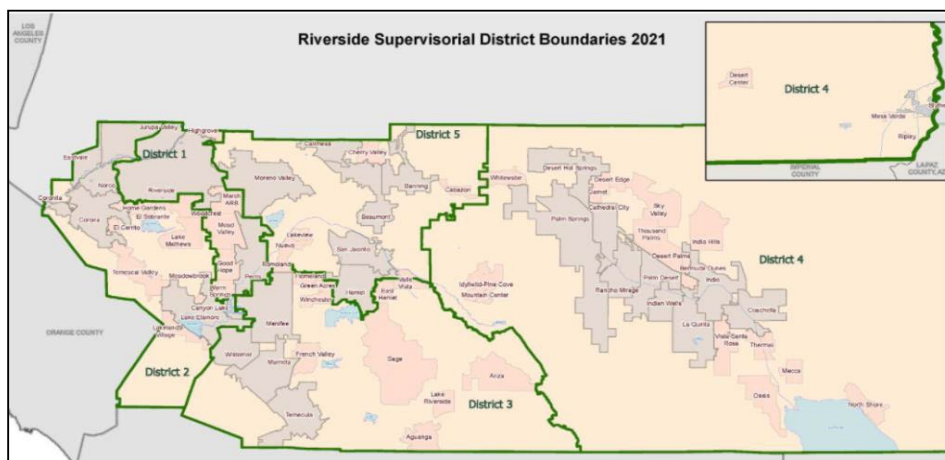 LOS
ANGELES
COUNTY
Riverside Supervisorial District Boundaries 2021
Desert
Center
District 4
Blythe
Mesa Verde
Ripley
IMPERIAL
COUNTY
LAPAZ
COUNTY, AZ
District 5
Jurupa Valley
Highgrove
Calimesa
Cherry Valley
Eastvale
District 1
Norco
Riverside
Moreno Valley
Banning
Cabazon
Whitewater
Desert Hot Springs
Desert Edge
Garnet
Corona
Home Gardens
El Sobrante
Woodcrest
March
ARB
Beaumont
Palm Springs
Cathedral City
Sky
Valley
Corona
El Cerrito
Lake
Mathews
Mead
Valley
Lakeview
Nuevo
San Jacinto
Thousand
Palms
Indio Hills
Temescal Valley
Meadowbrook
Good
Hope
Perris
Romoland
Homeland
Green Acres
Winchester
Hemet
East
Hemet
Valle
Vista
Idyllwild-Pine Cove
Mountain Center
Desert Palms
Bermuda Dunes
Palm Desert
Indio
District 4
Warm
Springs
Canyon Lake
Lake Elsinore
Menifee
Rancho Mirage
Indian Wells
Coachella
ORANGE COUNTY
Lakeland
Village
Wildomar
French Valley
Murrieta
Sage
Anza
La Quinta
Vista Santa
Rosa
Thermal
Mecca
District 2
Temecula
Lake
Riverside
District 3
Aguanga
Oasis
North Shore